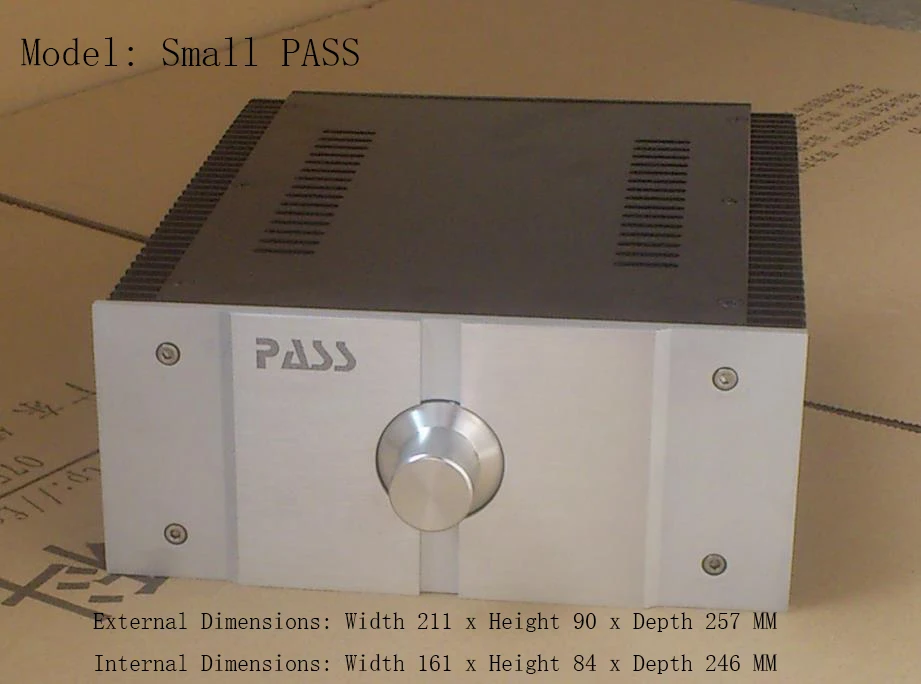 Model: Small PASS
PASS
External Dimensions: Width 211 x Height 90 x Depth 257 MM
Internal Dimensions: Width 161 x Height 84 x Depth 246 MM